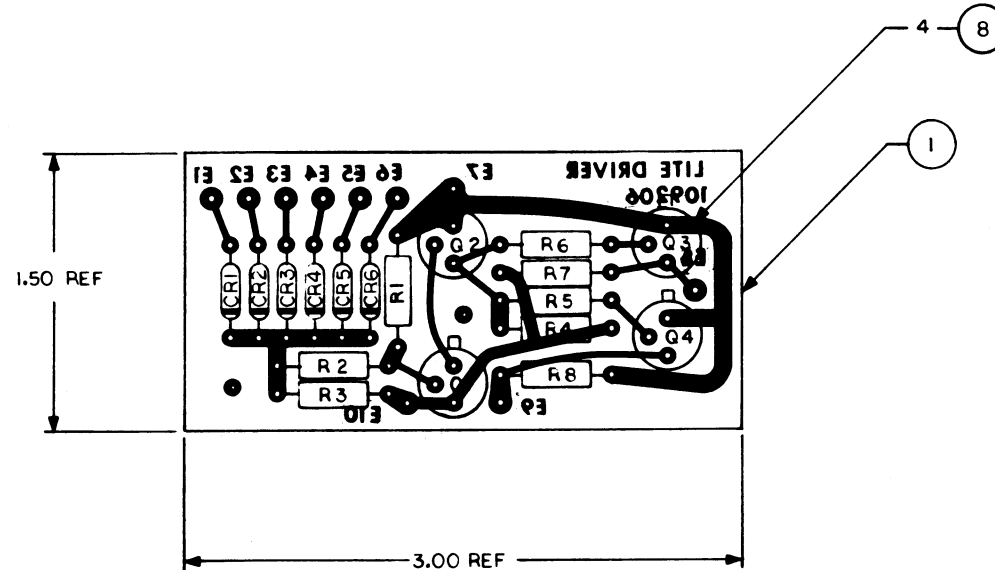 4 8
1
E1 E2 E3 E4 E5 E6 E7 LITE DRIVER
109206
Q2 R6 Q3
R7
1.50 REF
CR1 CR2 CR3 CR4 CR5 CR6 R1
R5
R4
Q4
R2
R3
Q
R8
E10
E9
3.00 REF